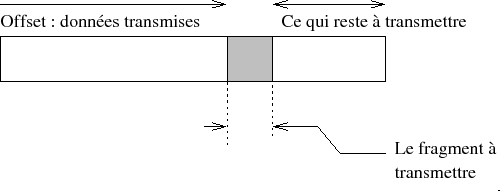 Offset : données transmises
Ce qui reste à transmettre
Le fragment à
transmettre